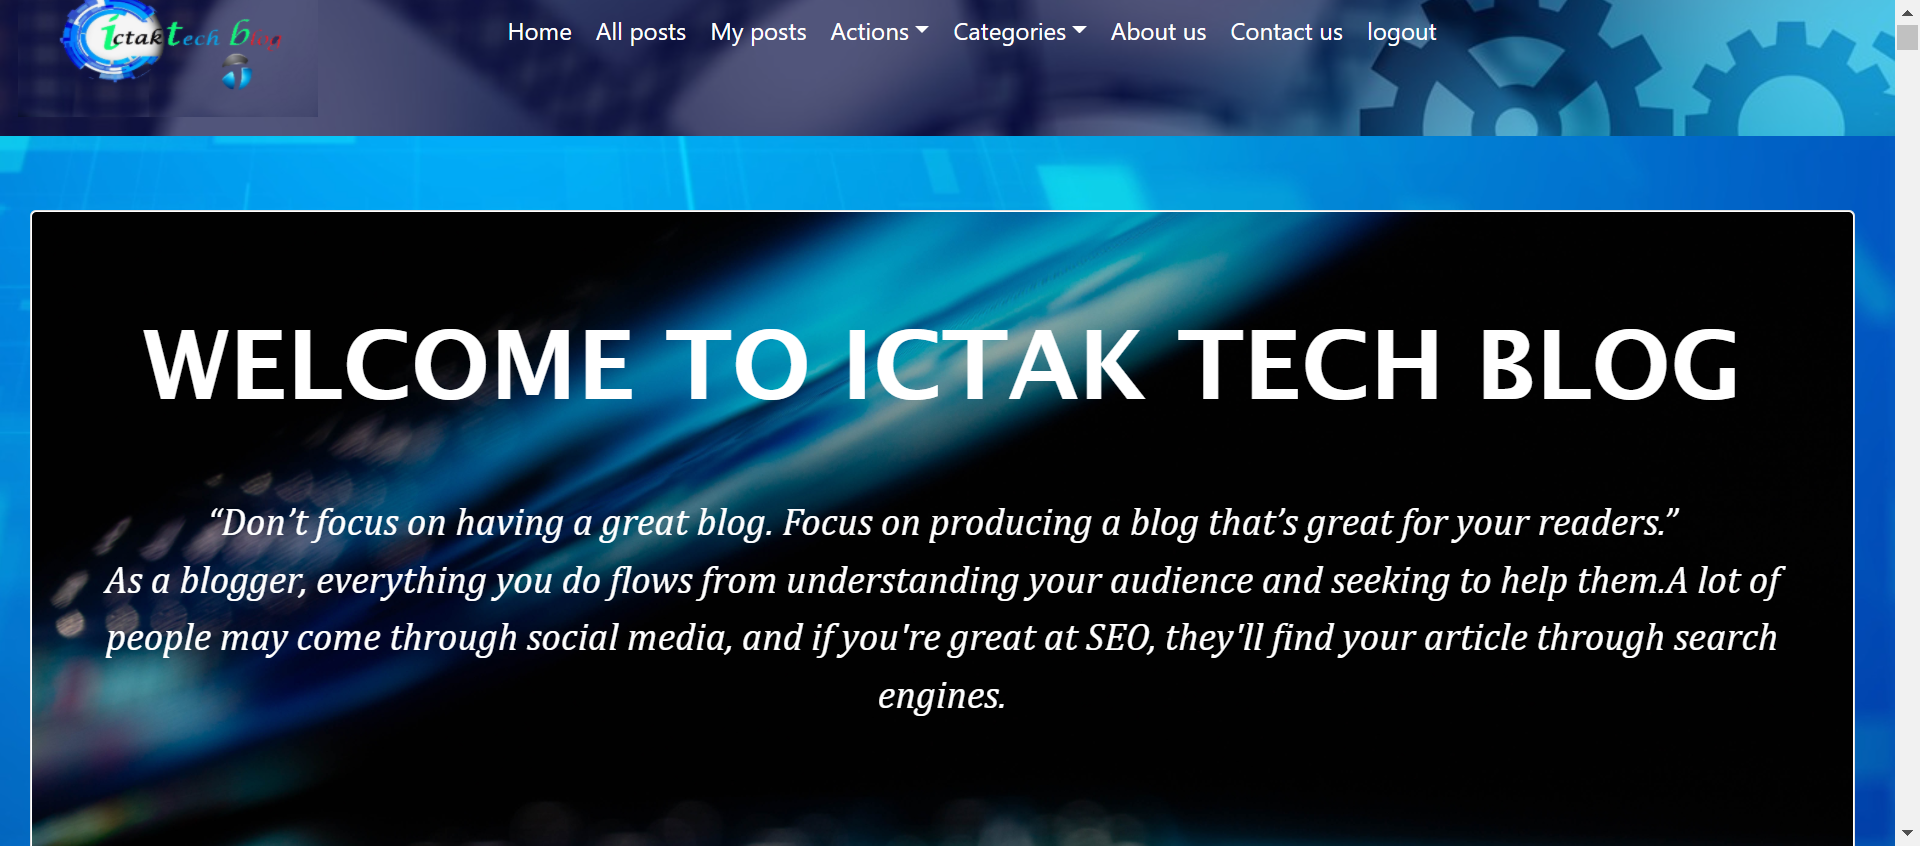 ictak tech blog
Home All posts My posts Actions Categories About us Contact us logout
WELCOME TO ICTAK TECH BLOG
“Don’t focus on having a great blog. Focus on producing a blog that’s great for your readers.”
As a blogger, everything you do flows from understanding your audience and seeking to help them.A lot of
people may come through social media, and if you're great at SEO, they'll find your article through search
engines.